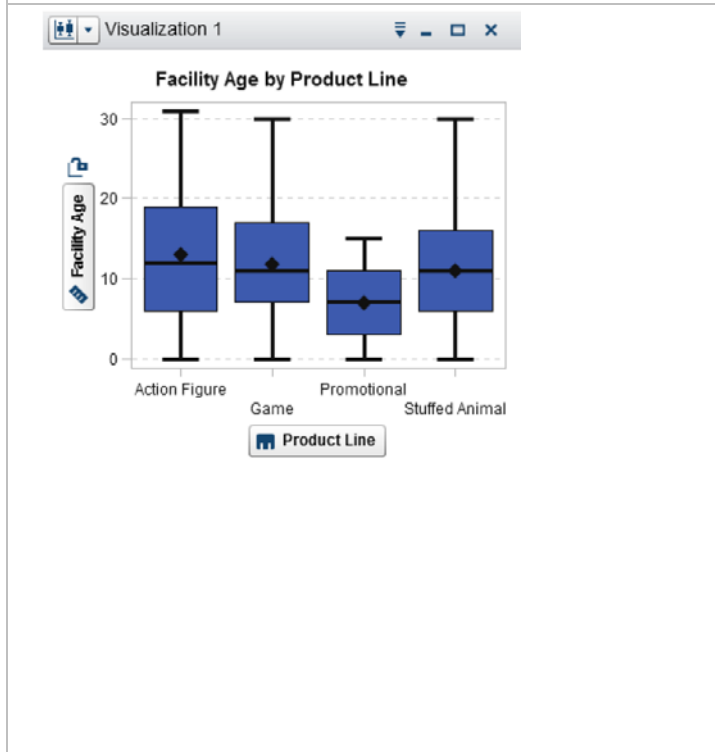 Visualization 1
Facility Age by Product Line
30
20
10
0
Facility Age
Action Figure
Game
Promotional
Stuffed Animal
Product Line